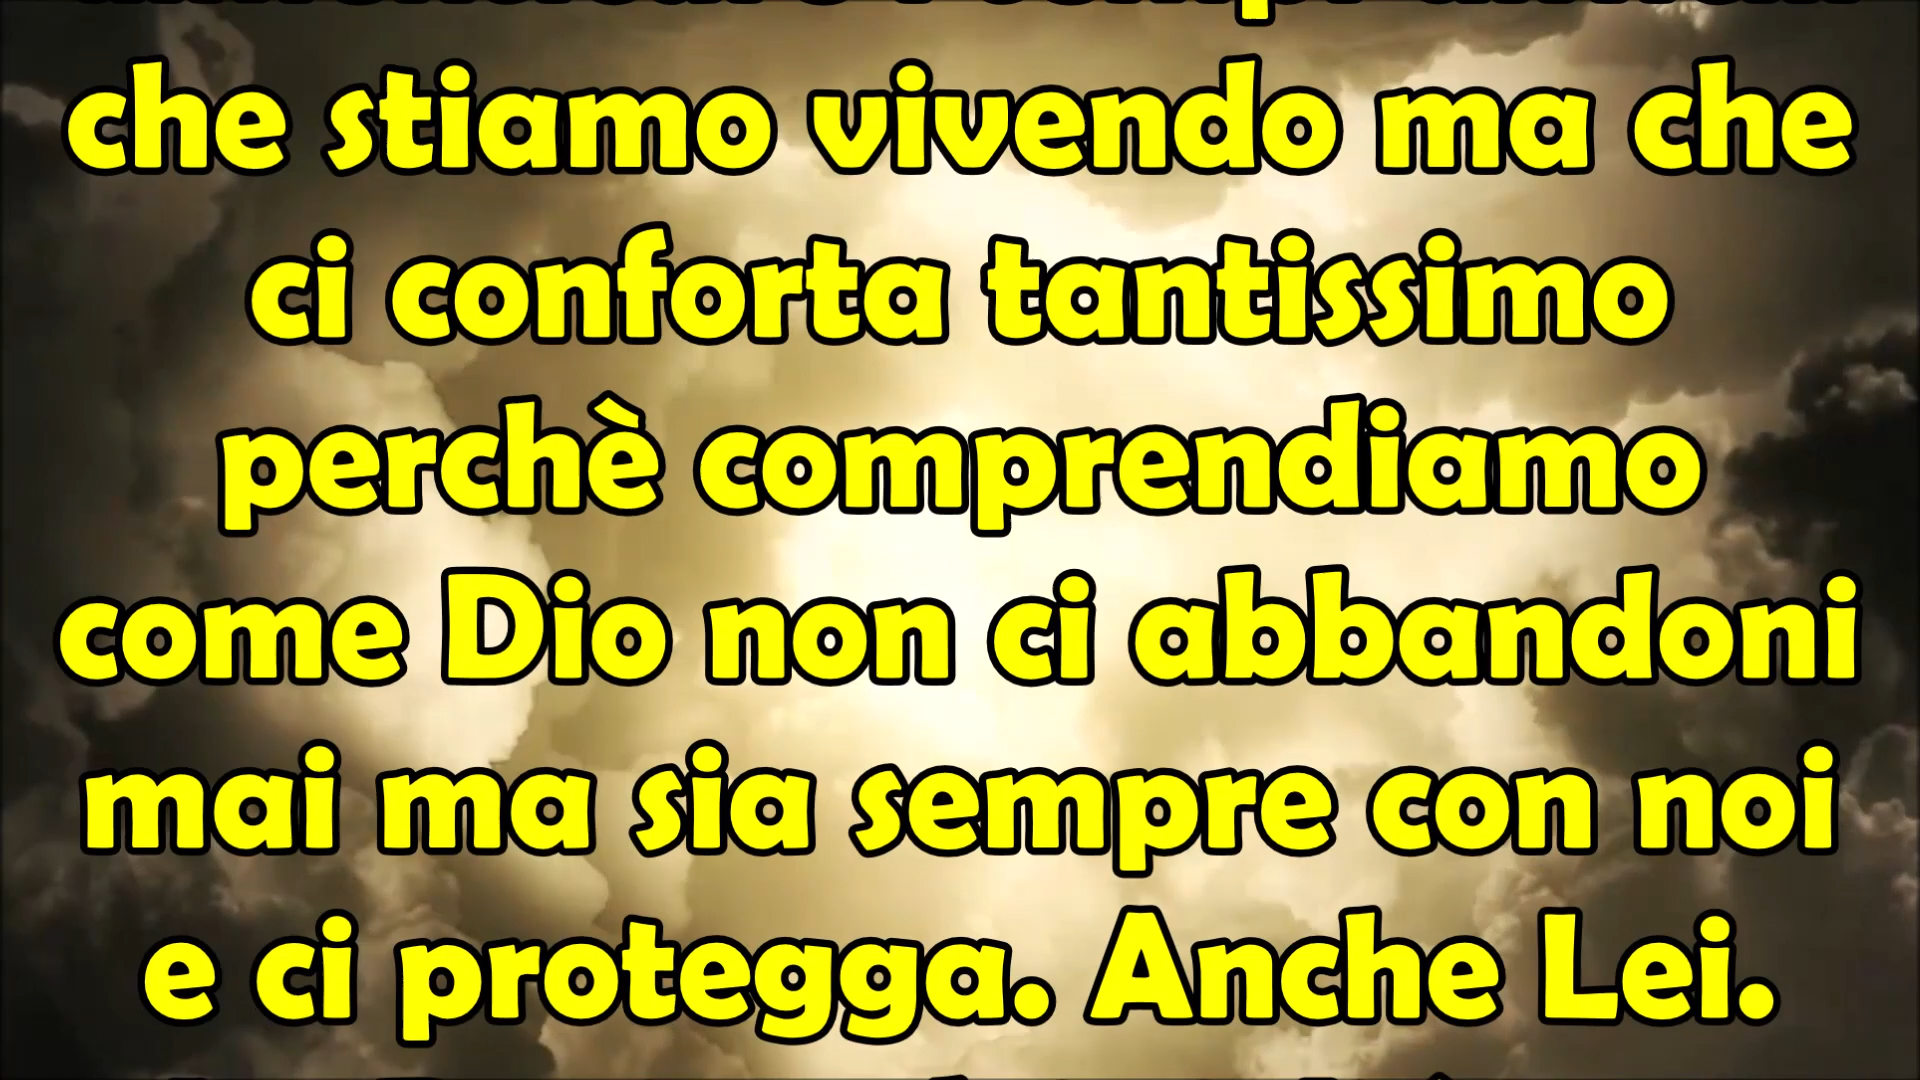 che stiamo vivendo ma che
ci conforta tantissimo
perchè comprendiamo
come Dio non ci abbandoni
mai ma sia sempre con noi
e ci protegga. Anche Lei.